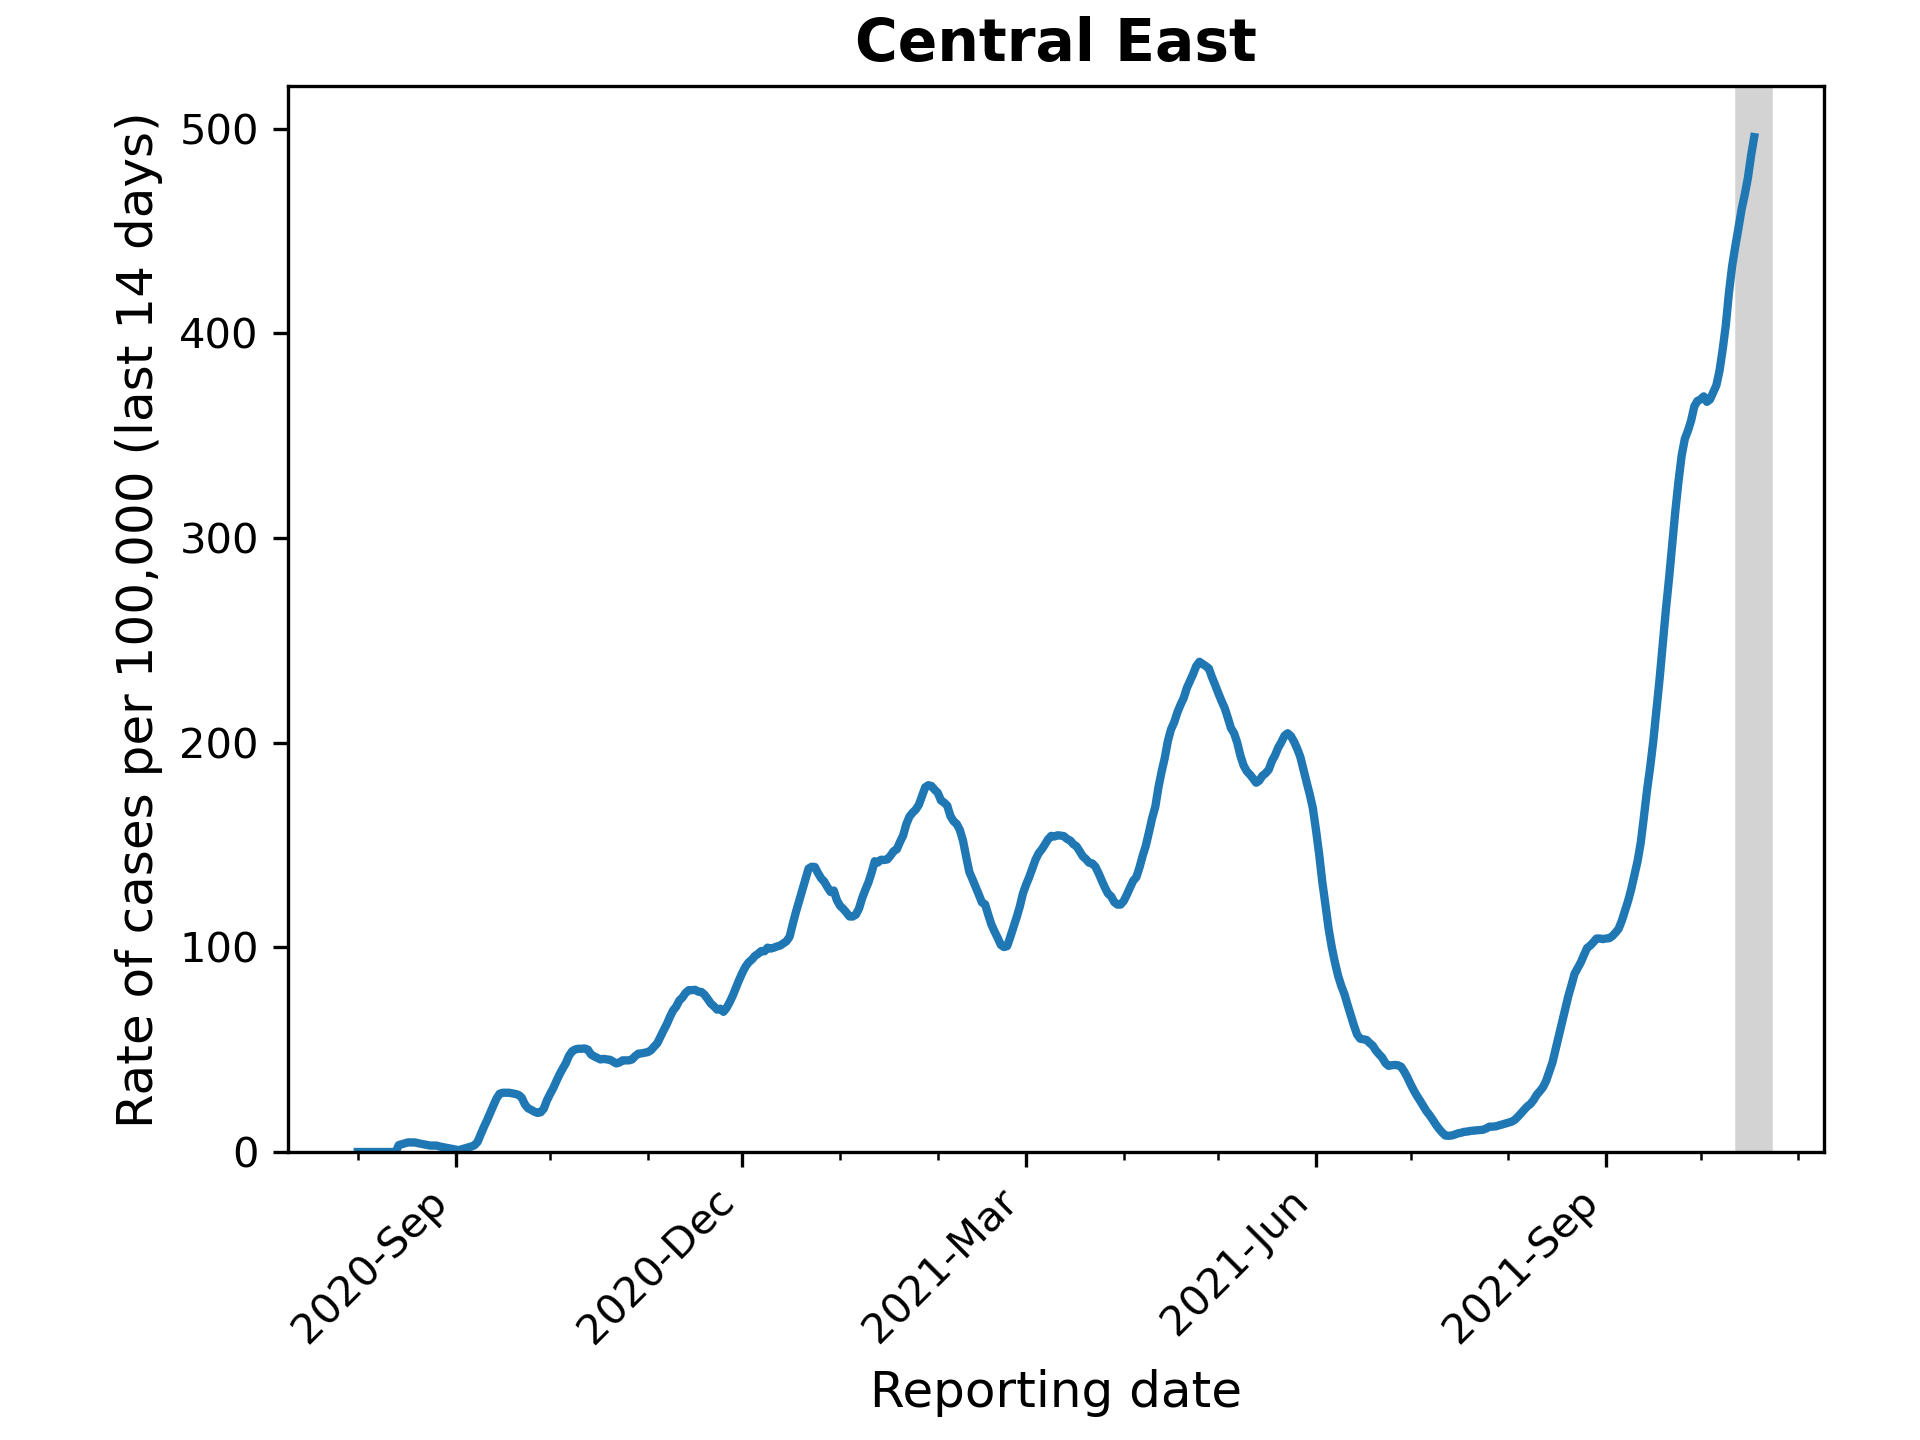 Central East
Rate of cases per 100,000 (last 14 days)
500
400
300
200
100
0
2020-Sep
2020-Dec
2021-Mar
2021-Jun
2021-Sep
Reporting date